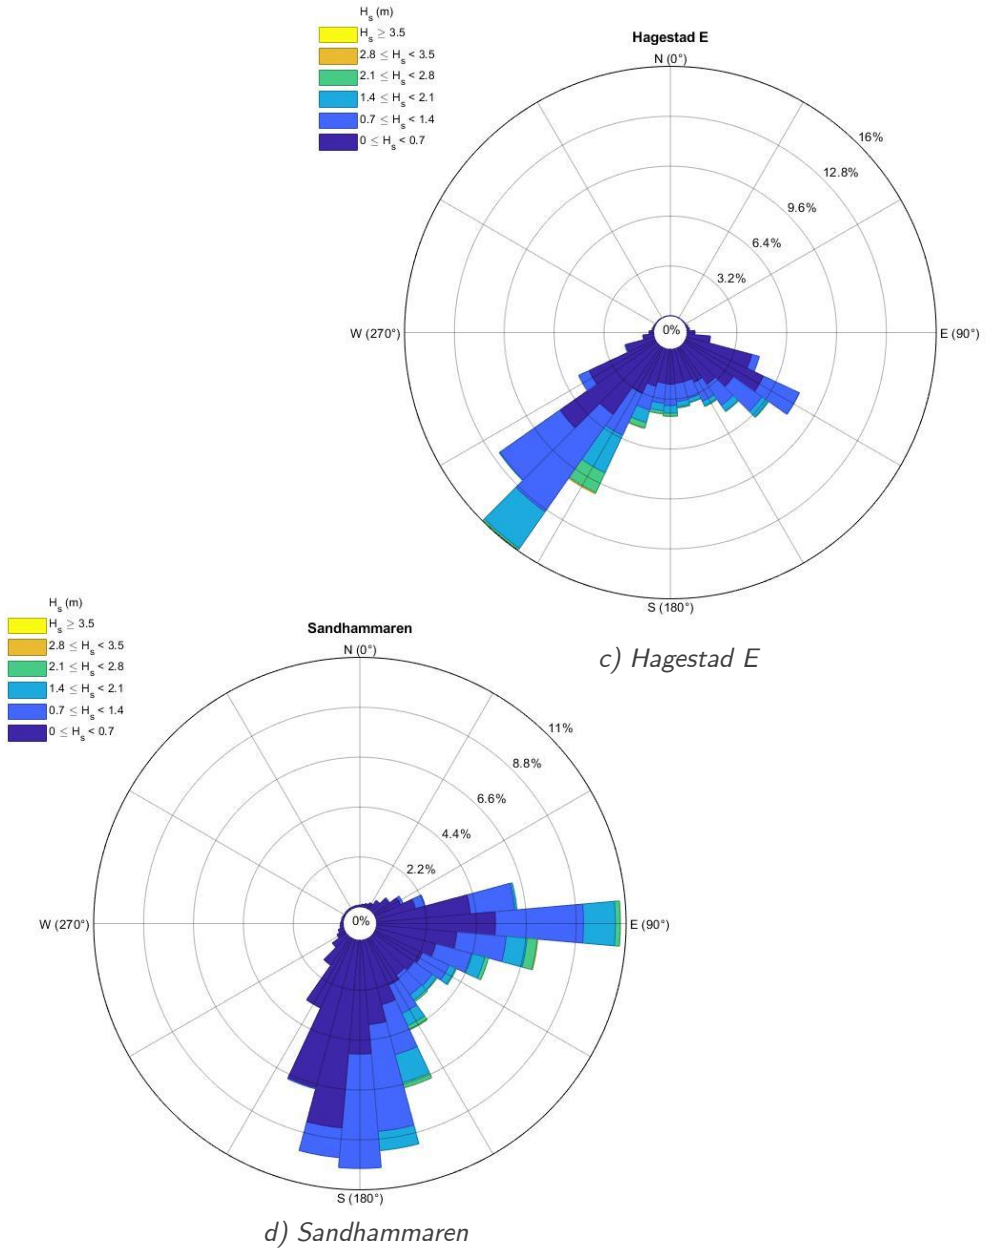 H_s (m)
H_s ≥ 3.5
2.8 ≤ H_s < 3.5
2.1 ≤ H_s < 2.8
1.4 ≤ H_s < 2.1
0.7 ≤ H_s < 1.4
0 ≤ H_s < 0.7
Hagestad E
N (0°)
16%
12.8%
9.6%
6.4%
3.2%
0%
W (270°)
E (90°)
S (180°)
c) Hagestad E
H_s (m)
H_s ≥ 3.5
2.8 ≤ H_s < 3.5
2.1 ≤ H_s < 2.8
1.4 ≤ H_s < 2.1
0.7 ≤ H_s < 1.4
0 ≤ H_s < 0.7
Sandhammaren
N (0°)
11%
8.8%
6.6%
4.4%
2.2%
0%
W (270°)
E (90°)
S (180°)
d) Sandhammaren